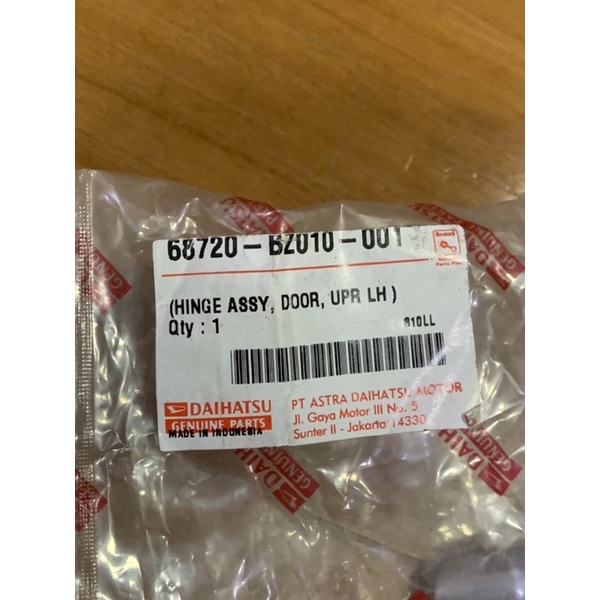 68720-BZ010-001
(HINGE ASSY, DOOR, UPR LH )
Qty : 1
810LL
DAIHATSU
GENUINE PARTS
MADE IN INDONESIA
PT ASTRA DAIHATSU MOTOR
Jl. Gaya Motor III No. 5
Sunter II - Jakarta 14330
DAIHATSU